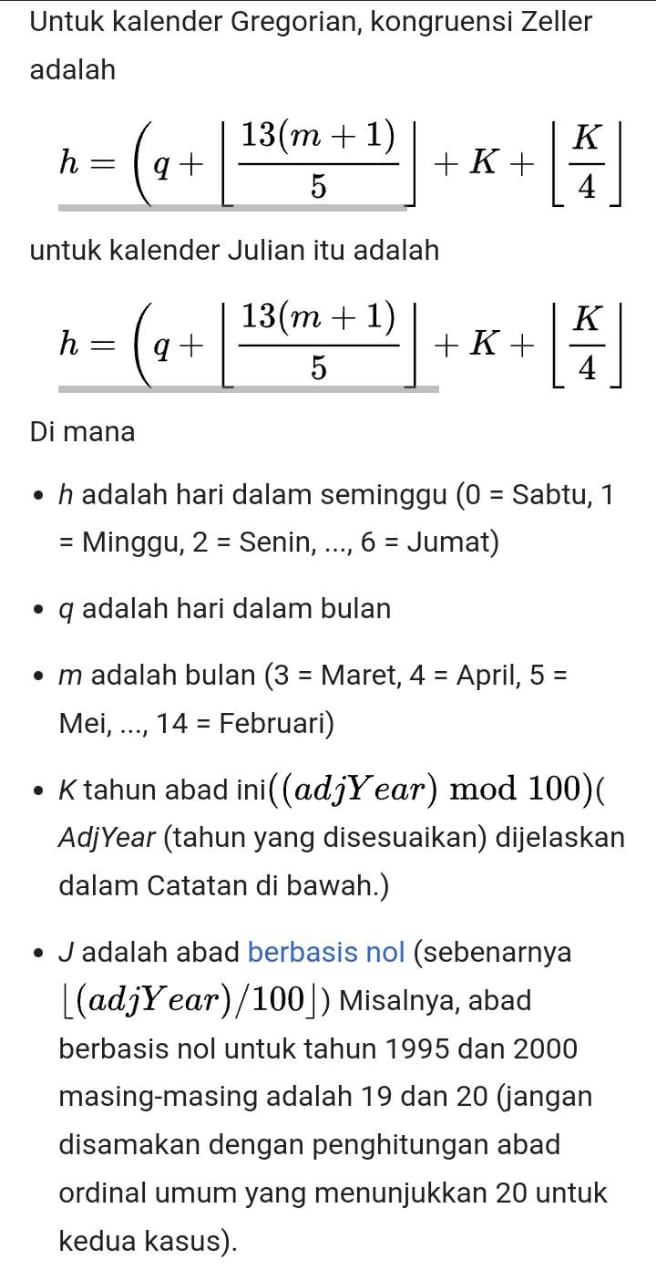 Untuk kalender Gregorian, kongruensi Zeller
adalah
h = (q + ⌊13(m + 1)/5⌋ + K + ⌊K/4⌋
untuk kalender Julian itu adalah
h = (q + ⌊13(m + 1)/5⌋ + K + ⌊K/4⌋
Di mana
• h adalah hari dalam seminggu (0 = Sabtu, 1
= Minggu, 2 = Senin, ..., 6 = Jumat)
• q adalah hari dalam bulan
• m adalah bulan (3 = Maret, 4 = April, 5 =
Mei, ..., 14 = Februari)
• K tahun abad ini((adjYear) mod 100)(
AdjYear (tahun yang disesuaikan) dijelaskan
dalam Catatan di bawah.)
• J adalah abad berbasis nol (sebenarnya
⌊(adjYear)/100⌋) Misalnya, abad
berbasis nol untuk tahun 1995 dan 2000
masing-masing adalah 19 dan 20 (jangan
disamakan dengan penghitungan abad
ordinal umum yang menunjukkan 20 untuk
kedua kasus).